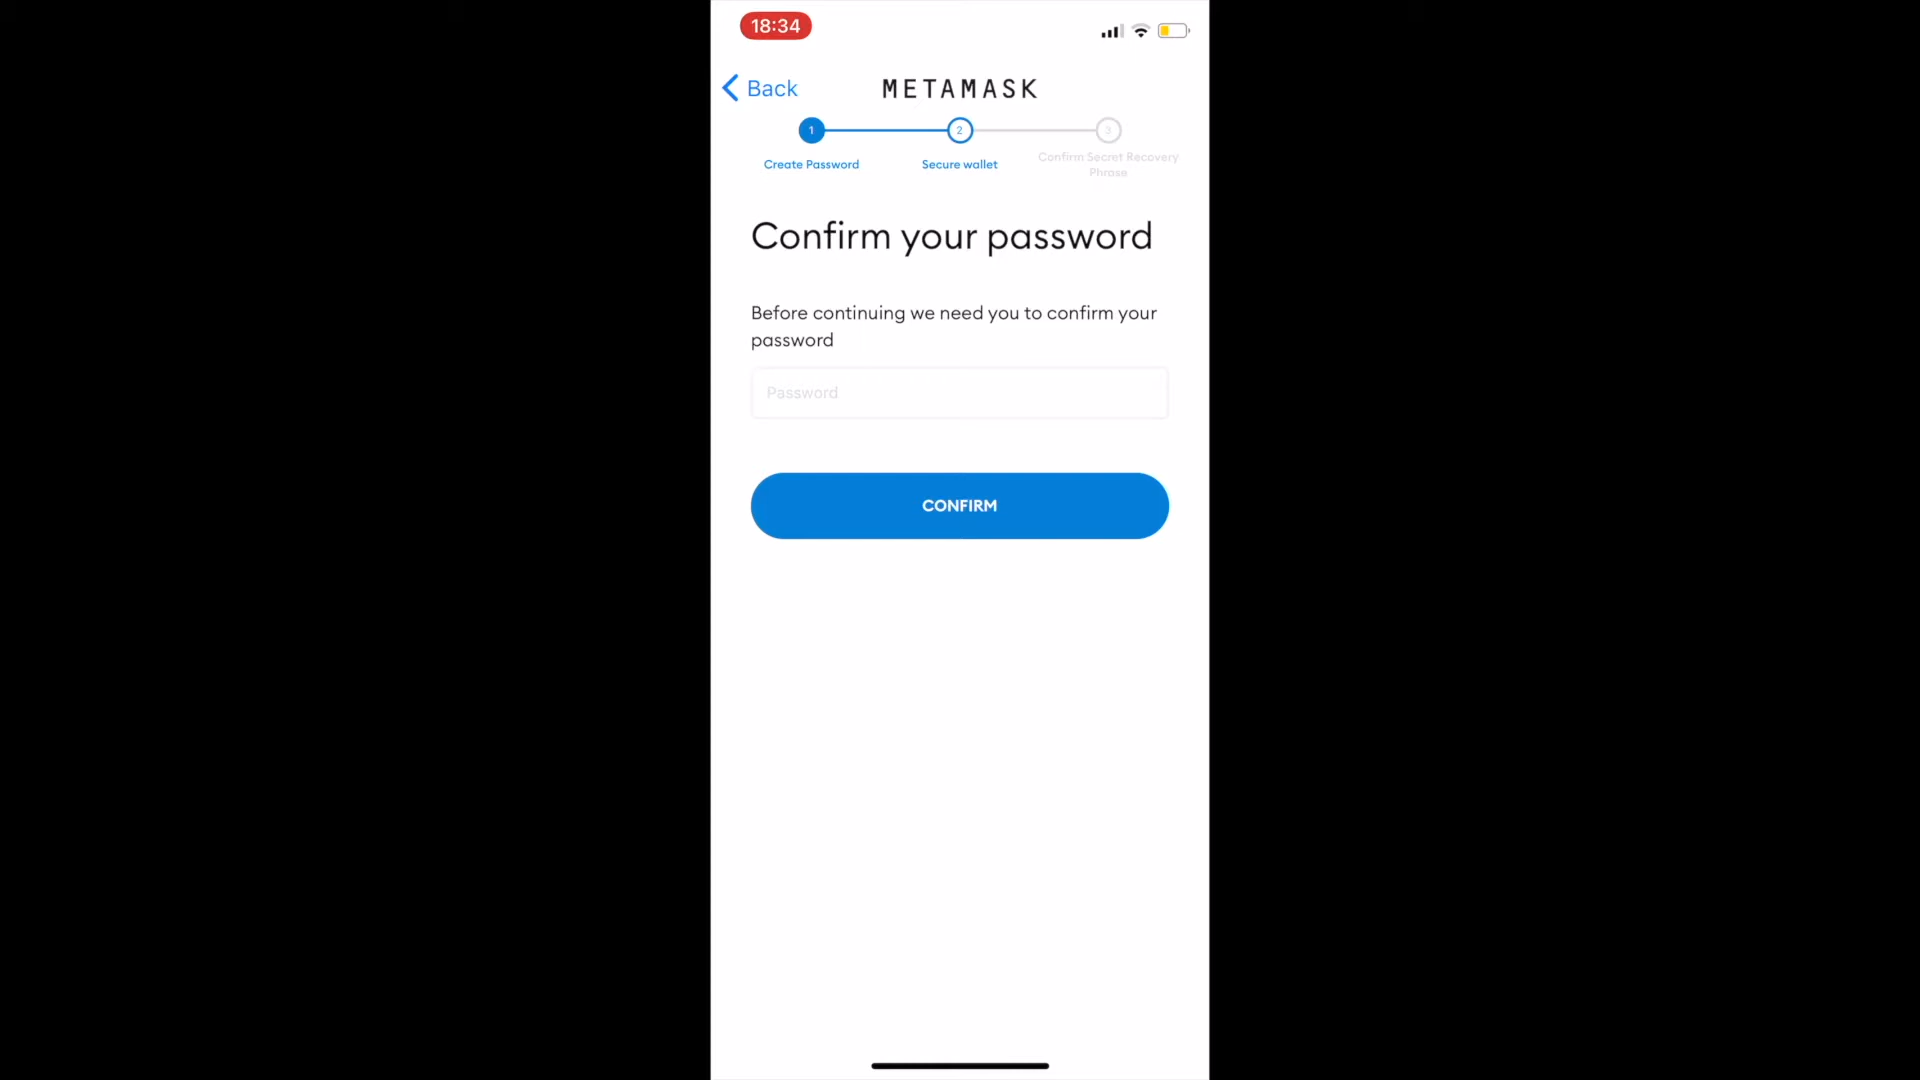 18:34
Back
METAMASK
1
2
3
Create Password
Secure wallet
Confirm Secret Recovery
Phrase
Confirm your password
Before continuing we need you to confirm your
password
Password
CONFIRM